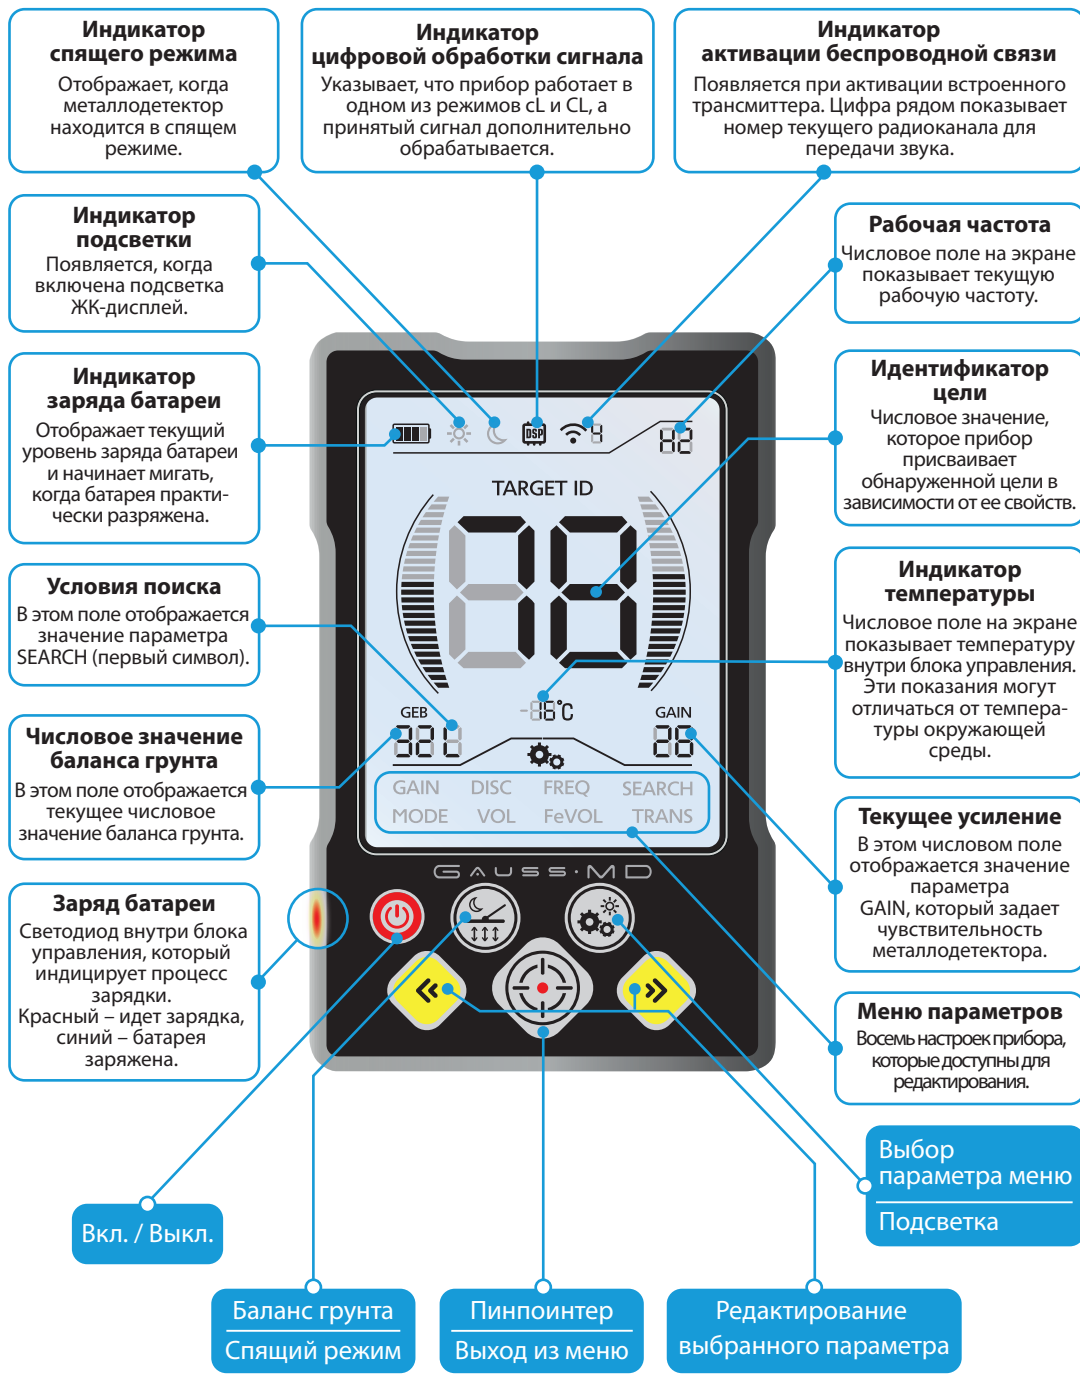 Индикатор
спящего режима
Отображает, когда
металлодетектор
находится в спящем
режиме.
Индикатор
цифровой обработки сигнала
Указывает, что прибор работает в
одном из режимов cL и CL, а
принятый сигнал дополнительно
обрабатывается.
Индикатор
активации беспроводной связи
Появляется при активации встроенного
трансмиттера. Цифра рядом показывает
номер текущего радиоканала для
передачи звука.
Индикатор
подсветки
Появляется, когда
включена подсветка
ЖК-дисплей.
Рабочая частота
Числовое поле на экране
показывает текущую
рабочую частоту.
Индикатор
заряда батареи
Отображает текущий
уровень заряда батареи
и начинает мигать,
когда батарея практи-
чески разряжена.
Идентификатор
цели
Числовое значение,
которое прибор
присваивает
обнаруженной цели в
зависимости от ее свойств.
Условия поиска
В этом поле отображается
значение параметра
SEARCH (первый символ).
Индикатор
температуры
Числовое поле на экране
показывает температуру
внутри блока управления.
Эти показания могут
отличаться от темпера-
туры окружающей
среды.
Числовое значение
баланса грунта
В этом поле отображается
текущее числовое
значение баланса грунта.
Текущее усиление
В этом числовом поле
отображается значение
параметра
GAIN, который задает
чувствительность
металлодетектора.
Заряд батареи
Светодиод внутри блока
управления, который
индицирует процесс
зарядки.
Красный – идет зарядка,
синий – батарея
заряжена.
Меню параметров
Восемь настроек прибора,
которые доступны для
редактирования.
DSP 4
TARGET ID
18
GEB
321
°C
GAIN
26
GAIN DISC FREQ SEARCH
MODE VOL FeVOL TRANS
GAUSS·MD
Выбор
параметра меню
Подсветка
Вкл. / Выкл.
Баланс грунта
Спящий режим
Пинпоинтер
Выход из меню
Редактирование
выбранного параметра